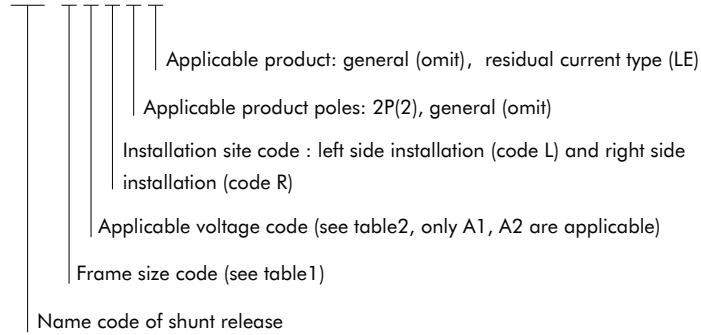 Applicable product: general (omit), residual current type (LE)
Applicable product poles: 2P(2), general (omit)
Installation site code : left side installation (code L) and right side
installation (code R)
Applicable voltage code (see table2, only A1, A2 are applicable)
Frame size code (see table1)
Name code of shunt release